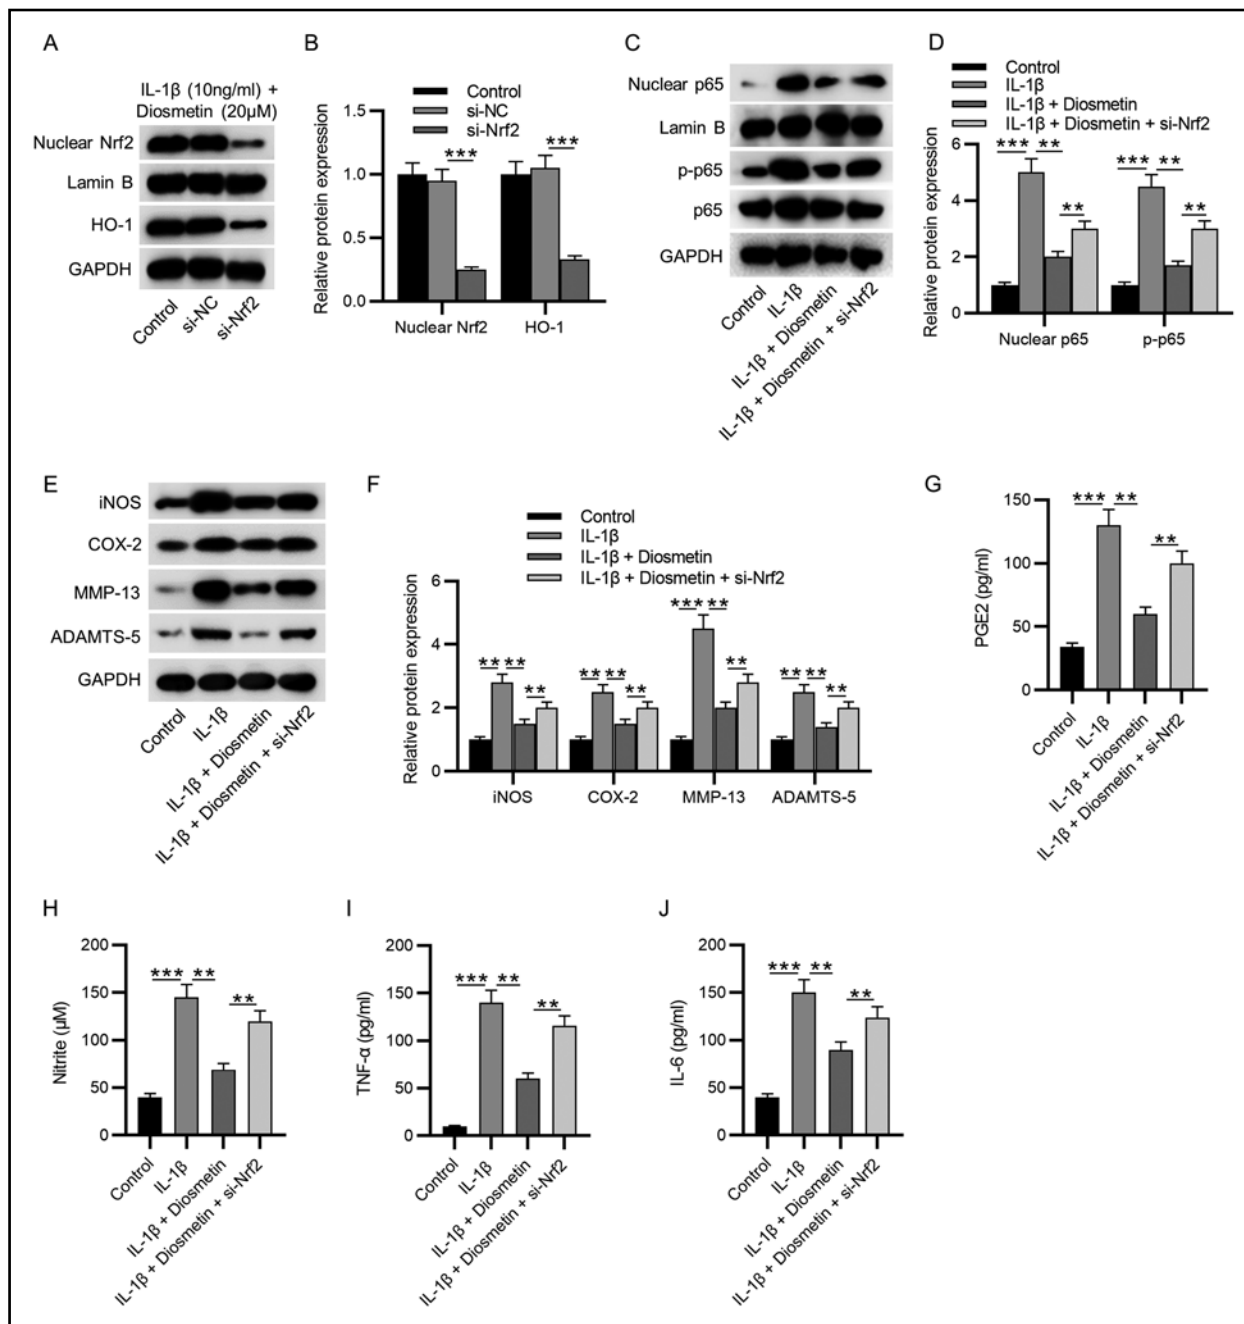 A
IL-1β (10ng/ml) +
Diosmetin (20μM)
Nuclear Nrf2
Lamin B
HO-1
GAPDH
Control
si-NC
si-Nrf2
B
Control
si-NC
si-Nrf2
Relative protein expression
1.5
1.0
0.5
0.0
***
***
Nuclear Nrf2
HO-1
C
Nuclear p65
Lamin B
p-p65
p65
GAPDH
Control
IL-1β
IL-1β + Diosmetin
IL-1β + Diosmetin + si-Nrf2
D
Control
IL-1β
IL-1β + Diosmetin
IL-1β + Diosmetin + si-Nrf2
Relative protein expression
6
4
2
0
*** **
**
*** **
**
Nuclear p65
p-p65
E
iNOS
COX-2
MMP-13
ADAMTS-5
GAPDH
Control
IL-1β
IL-1β + Diosmetin
IL-1β + Diosmetin + si-Nrf2
F
Control
IL-1β
IL-1β + Diosmetin
IL-1β + Diosmetin + si-Nrf2
Relative protein expression
6
4
2
0
** **
**
** **
**
*** **
**
** **
**
iNOS
COX-2
MMP-13
ADAMTS-5
G
PGE2 (pg/ml)
150
100
50
0
*** **
**
Control
IL-1β
IL-1β + Diosmetin
IL-1β + Diosmetin + si-Nrf2
H
Nitrite (μM)
200
150
100
50
0
*** **
**
Control
IL-1β
IL-1β + Diosmetin
IL-1β + Diosmetin + si-Nrf2
I
TNF-α (pg/ml)
200
150
100
50
0
*** **
**
Control
IL-1β
IL-1β + Diosmetin
IL-1β + Diosmetin + si-Nrf2
J
IL-6 (pg/ml)
200
150
100
50
0
*** **
**
Control
IL-1β
IL-1β + Diosmetin
IL-1β + Diosmetin + si-Nrf2